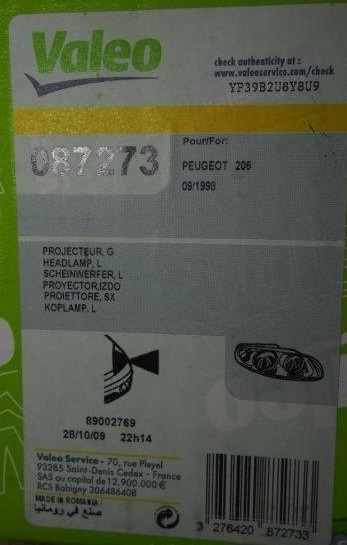 Valeo
check authenticity at :
www.valeoservice.com/check
YP39B2U8Y8U9
087273
Pour/For:
PEUGEOT 206
09/1998
PROJECTEUR, G
HEADLAMP, L
SCHEINWERFER, L
PROYECTOR,IZDO
PROIETTORE, SX
KOPLAMP, L
89002769
28/10/09 22h14
Valeo Service - 70, rue Pleyel
93285 Saint-Denis Cedex - France
SAS au capital de 12.900.000 €
RCS Bobigny 306486408
MADE IN ROMANIA /
صنع في رومانيا
3 276420 872733